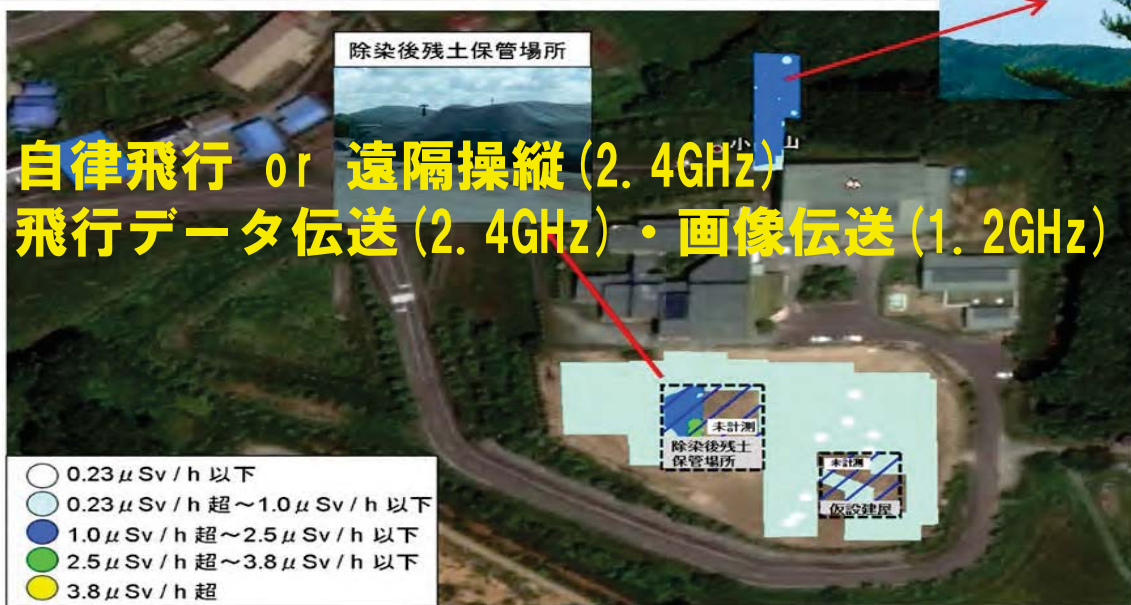 除染後残土保管場所
小 山
自律飛行 or 遠隔操縦(2.4GHz)
飛行データ伝送(2.4GHz)・画像伝送(1.2GHz)
未計測
除染後残土
保管場所
未計測
仮設建屋
0.23μSv/h 以下
0.23μSv/h 超～1.0μSv/h 以下
1.0μSv/h 超～2.5μSv/h 以下
2.5μSv/h 超～3.8μSv/h 以下
3.8μSv/h 超